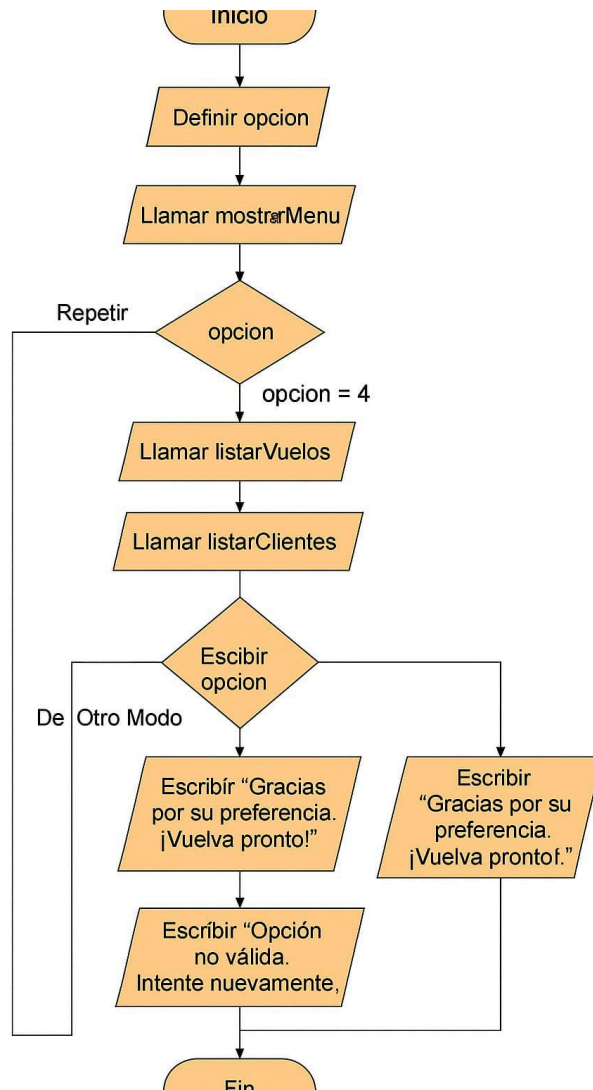 Inicio
Definir opcion
Llamar mostrarMenu
Repetir
opcion
opcion = 4
Llamar listarVuelos
Llamar listarClientes
Escibir
opcion
De Otro Modo
Escribír “Gracias
por su preferencia.
¡Vuelva pronto!”
Escribir
“Gracias por su
preferencia.
¡Vuelva prontof.”
Escríbir “Opción
no válida.
Intente nuevamente,
Fin